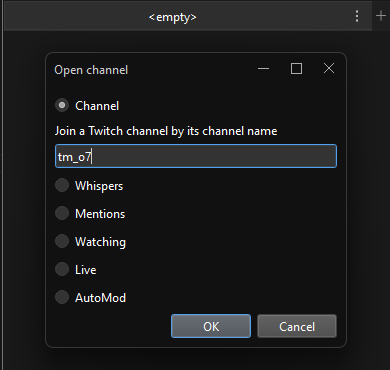 <empty>
Open channel
Channel
Join a Twitch channel by its channel name
tm_o7
Whispers
Mentions
Watching
Live
AutoMod
OK
Cancel